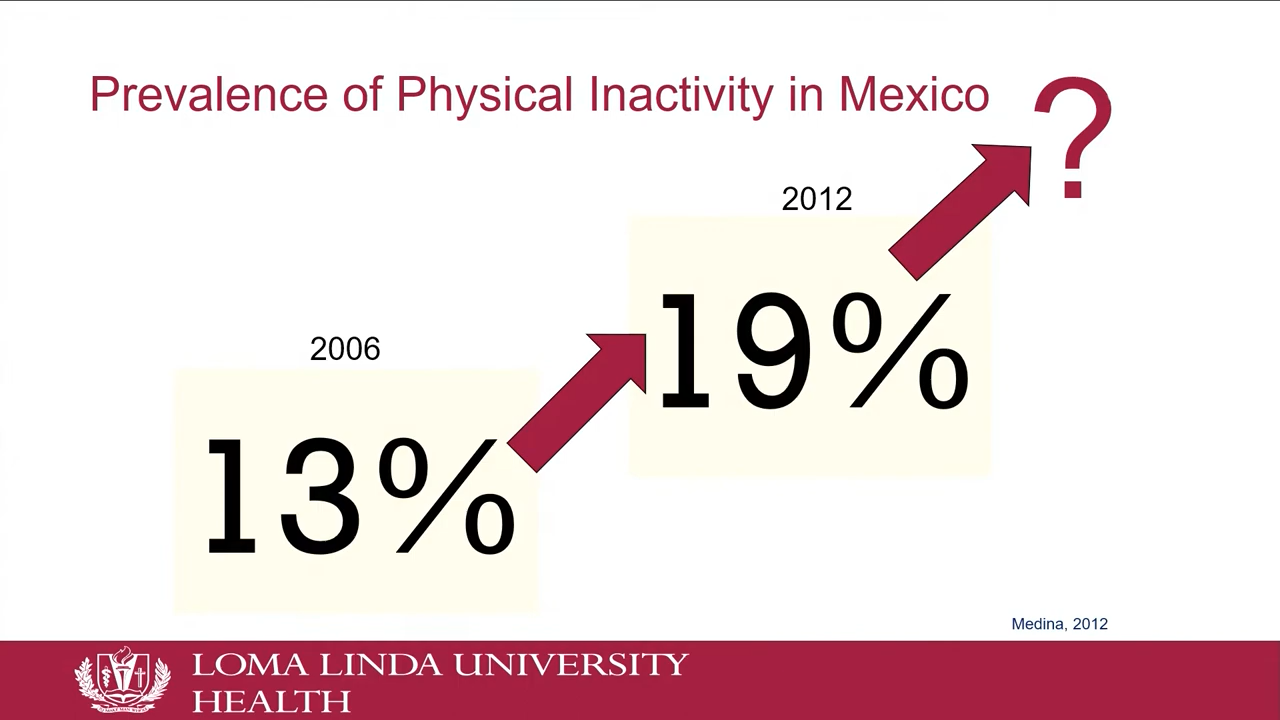 Prevalence of Physical Inactivity in Mexico
?
2012
19%
2006
13%
Medina, 2012
LOMA LINDA UNIVERSITY
HEALTH